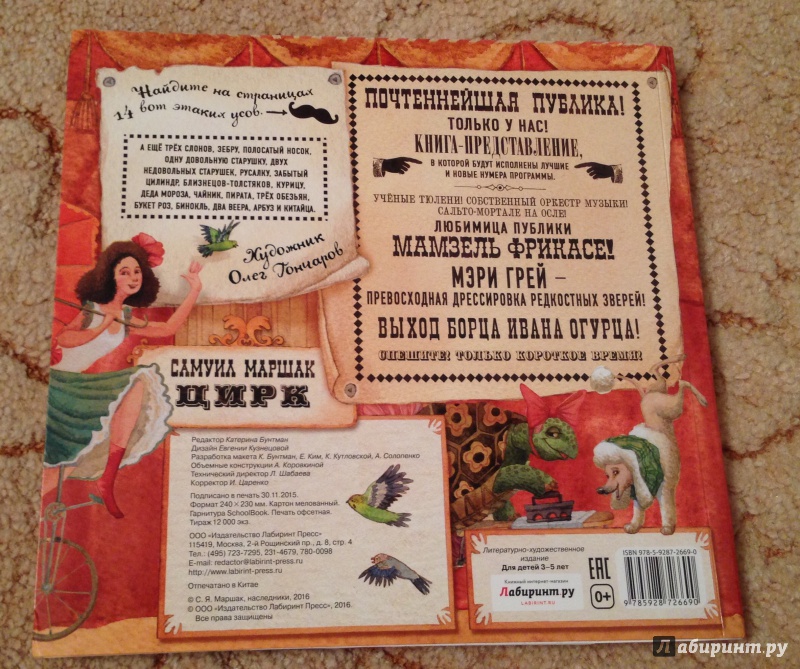 Найдите на страницах
14 вот этаких усов.
А ЕЩЁ ТРЁХ СЛОНОВ, ЗЕБРУ, ПОЛОСАТЫЙ НОСОК,
ОДНУ ДОВОЛЬНУЮ СТАРУШКУ, ДВУХ
НЕДОВОЛЬНЫХ СТАРУШЕК, РУСАЛКУ, ЗАБЫТЫЙ
ЦИЛИНДР, БЛИЗНЕЦОВ-ТОЛСТЯКОВ, КУРИЦУ,
ДЕДА МОРОЗА, ЧАЙНИК, ПИРАТА, ТРЁХ ОБЕЗЬЯН,
БУКЕТ РОЗ, БИНОКЛЬ, ДВА ВЕЕРА, АРБУЗ И КИТАЙЦА.
Художник
Олег Гончаров
ПОЧТЕННЕЙШАЯ ПУБЛИКА!
ТОЛЬКО У НАС!
КНИГА-ПРЕДСТАВЛЕНИЕ,
В КОТОРОЙ БУДУТ ИСПОЛНЕНЫ ЛУЧШИЕ
И НОВЫЕ НОМЕРА ПРОГРАММЫ.
УЧЁНЫЕ ТЮЛЕНИ! СОБСТВЕННЫЙ ОРКЕСТР МУЗЫКИ!
САЛЬТО-МОРТАЛЕ НА ОСЛЕ!
ЛЮБИМИЦА ПУБЛИКИ
МАМЗЕЛЬ ФРИКАСЕ!
МЭРИ ГРЕЙ –
ПРЕВОСХОДНАЯ ДРЕССИРОВКА РЕДКОСТНЫХ ЗВЕРЕЙ!
ВЫХОД БОРЦА ИВАНА ОГУРЦА!
СПЕШИТЕ! ТОЛЬКО КОРОТКОЕ ВРЕМЯ!
САМУИЛ МАРШАК
ЦИРК
Редактор Катерина Бунтман
Дизайн Евгении Кузнецовой
Разработка макета К. Бунтман, Е. Ким, К. Кутловской, А. Солопенко
Объемные конструкции А. Коровкиной
Технический директор Л. Шабаева
Корректор И. Царенко
Подписано в печать 30.11.2015.
Формат 240 × 230 мм. Картон мелованный.
Гарнитура SchoolBook. Печать офсетная.
Тираж 12 000 экз.
ООО «Издательство Лабиринт Пресс»
115419, Москва, 2-й Рощинский пр., д. 8, стр. 4
Тел.: (495) 723-7295, 231-4679, 780-0098
E-mail: redactor@labirint-press.ru
http://www.labirint-press.ru
Отпечатано в Китае
© С. Я. Маршак, наследники, 2016
© ООО «Издательство Лабиринт Пресс», 2016
Все права защищены
Литературно-художественное
издание
Для детей 3–5 лет
Книжный интернет-магазин
Лабиринт.ру
LABIRINT.RU
EAC
0+
ISBN 978-5-9287-2669-0
9 785928 726690
Лабиринт.ру